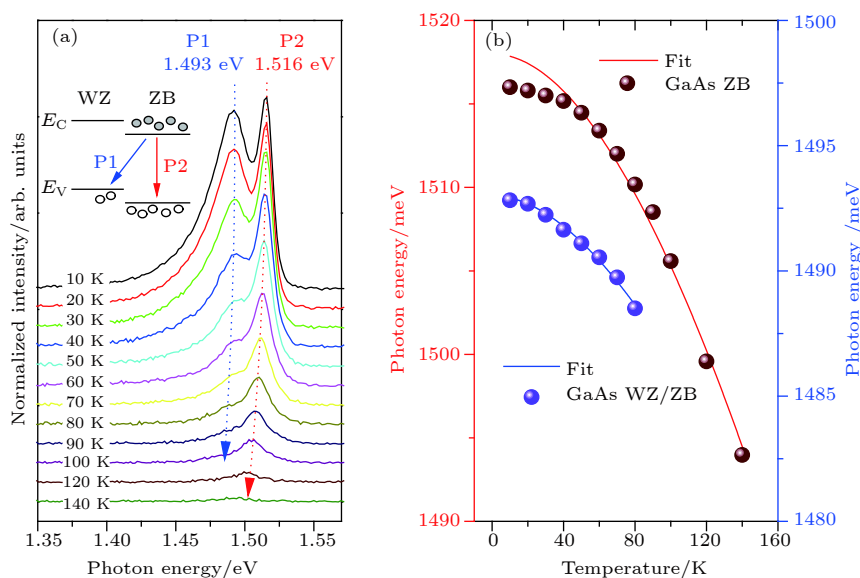 (a)
P1 P2
1.493 eV 1.516 eV
WZ ZB
EC
P1 P2
EV
10 K
20 K
30 K
40 K
50 K
60 K
70 K
80 K
90 K
100 K
120 K
140 K
Normalized intensity/arb. units
1.35 1.40 1.45 1.50 1.55
Photon energy/eV
(b)
Fit
GaAs ZB
Fit
GaAs WZ/ZB
1520
1510
1500
1490
Photon energy/meV
1500
1495
1490
1485
1480
Photon energy/meV
0 40 80 120 160
Temperature/K